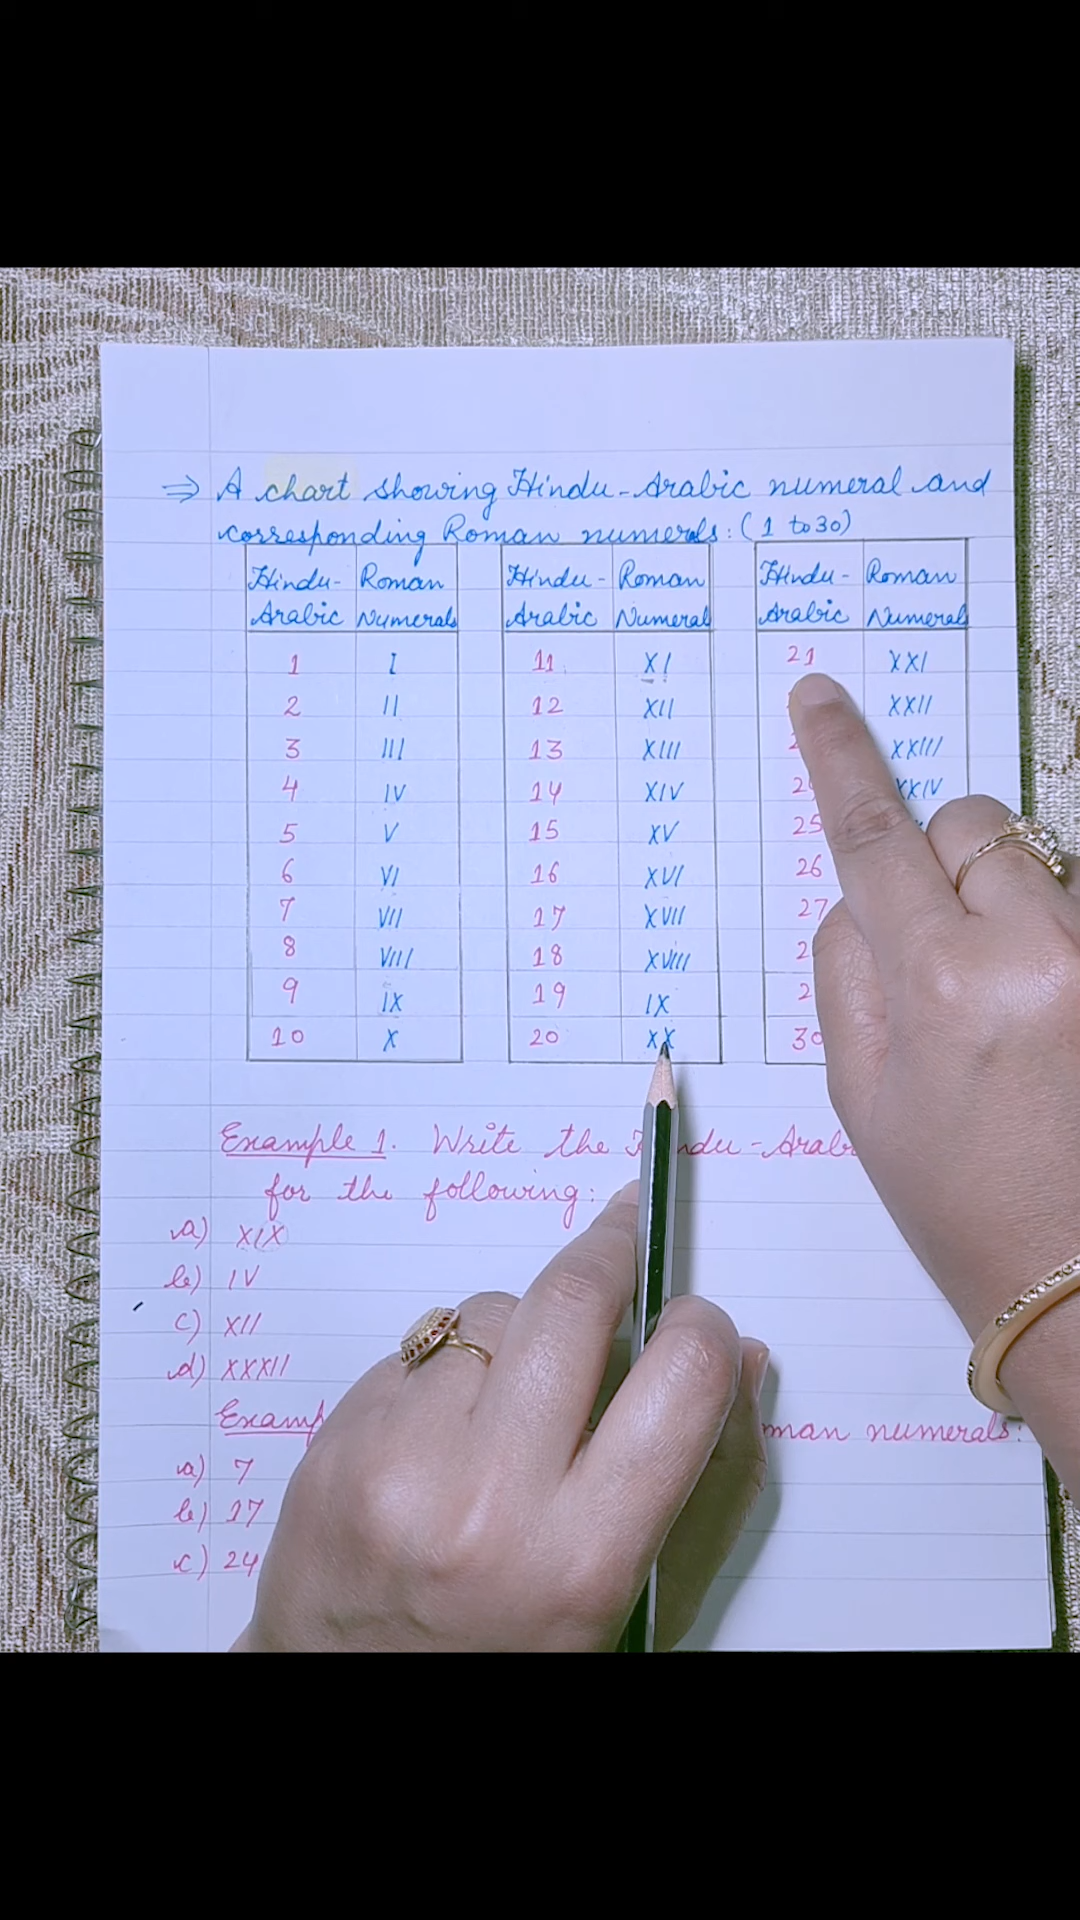 ⇒ A chart showing Hindu-Arabic numeral and
corresponding Roman numerals: (1 to 30)
Hindu-Arabic Roman Numerals Hindu-Arabic Roman Numeral Hindu-Arabic Roman Numeral
1 I 11 XI 21 XXI
2 II 12 XII XXII
3 III 13 XIII XXIII
4 IV 14 XIV XXIV
5 V 15 XV 25
6 VI 16 XVI 26
7 VII 17 XVII 27
8 VIII 18 XVIII
9 IX 19 IX
10 X 20 XX 30
Example 1. Write the
for the following:
a) XIX
b) IV
c) XII
d) XXXII
numerals:
a) 7
b) 17
c) 24